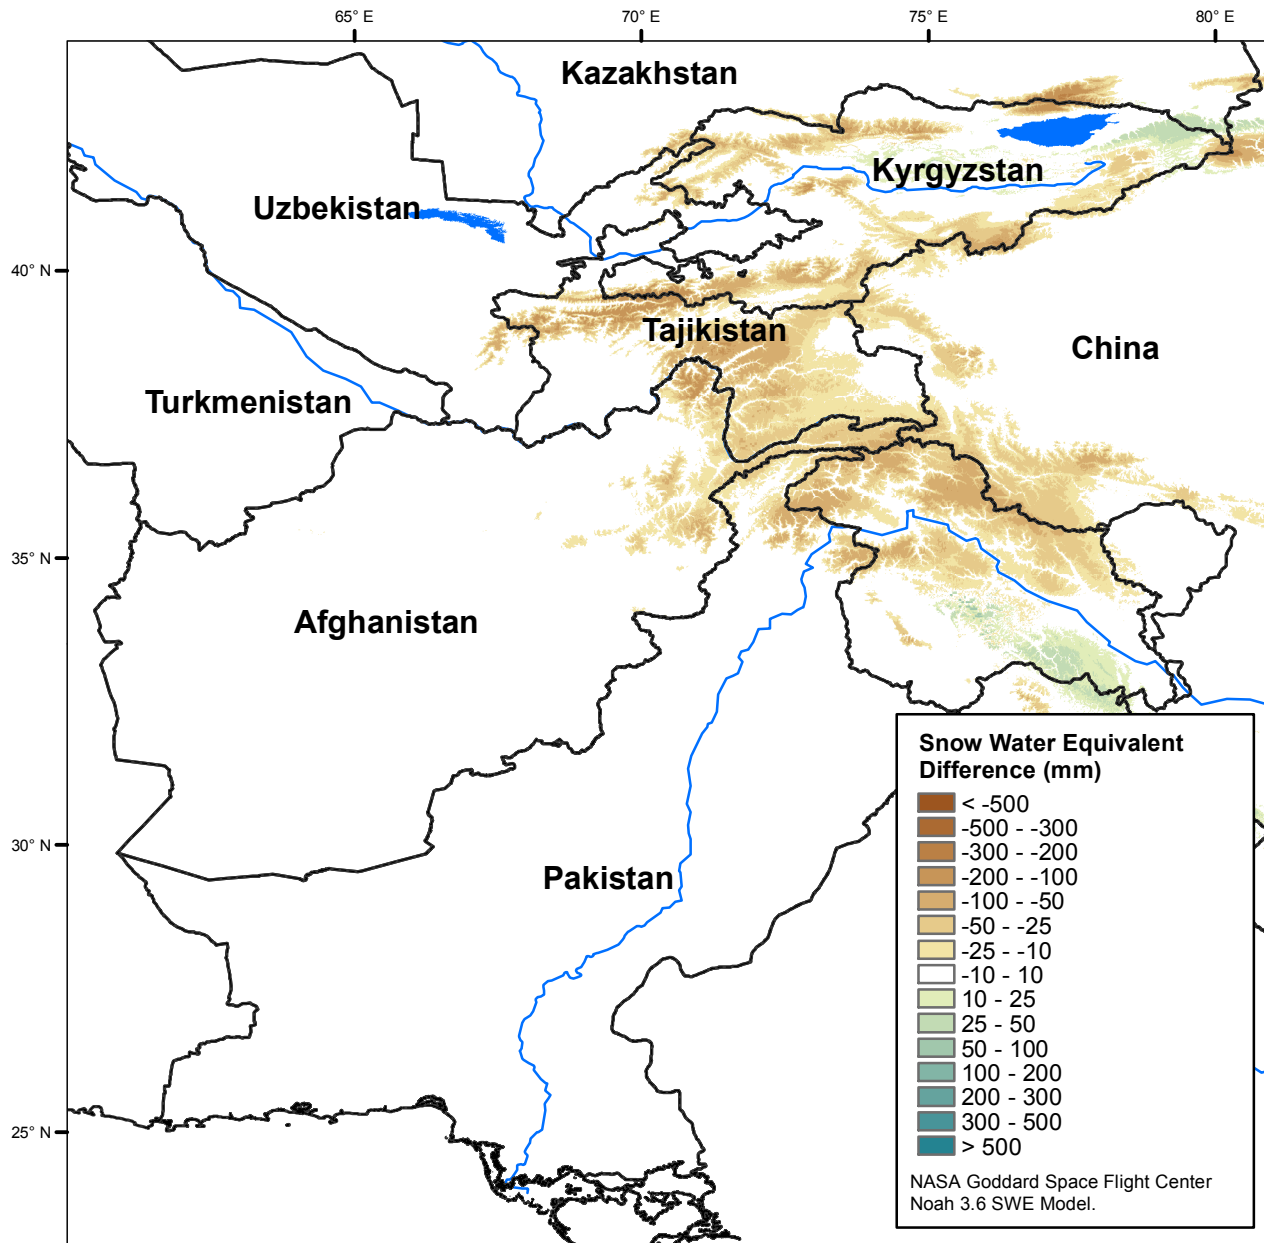 65° E
70° E
75° E
80° E
Kazakhstan
Kyrgyzstan
Uzbekistan
40° N
Tajikistan
China
Turkmenistan
35° N
Afghanistan
Snow Water Equivalent
Difference (mm)
< -500
-500 - -300
-300 - -200
-200 - -100
-100 - -50
-50 - -25
-25 - -10
-10 - 10
10 - 25
25 - 50
50 - 100
100 - 200
200 - 300
300 - 500
> 500
NASA Goddard Space Flight Center
Noah 3.6 SWE Model.
30° N
Pakistan
25° N